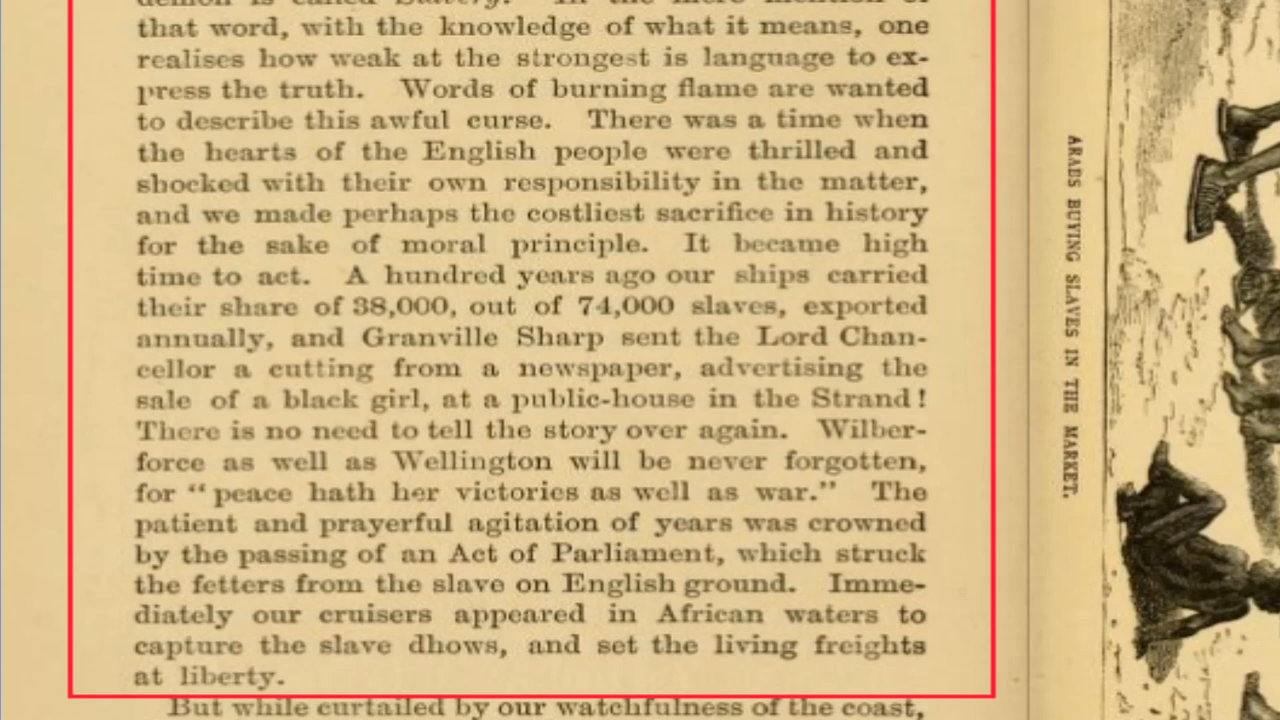 demon is called Slavery. In the mere mention of
that word, with the knowledge of what it means, one
realises how weak at the strongest is language to ex-
press the truth. Words of burning flame are wanted
to describe this awful curse. There was a time when
the hearts of the English people were thrilled and
shocked with their own responsibility in the matter,
and we made perhaps the costliest sacrifice in history
for the sake of moral principle. It became high
time to act. A hundred years ago our ships carried
their share of 38,000, out of 74,000 slaves, exported
annually, and Granville Sharp sent the Lord Chan-
cellor a cutting from a newspaper, advertising the
sale of a black girl, at a public-house in the Strand!
There is no need to tell the story over again. Wilber-
force as well as Wellington will be never forgotten,
for “peace hath her victories as well as war.” The
patient and prayerful agitation of years was crowned
by the passing of an Act of Parliament, which struck
the fetters from the slave on English ground. Imme-
diately our cruisers appeared in African waters to
capture the slave dhows, and set the living freights
at liberty.
But while curtailed by our watchfulness of the coast,
ARABS BUYING SLAVES IN THE MARKET.